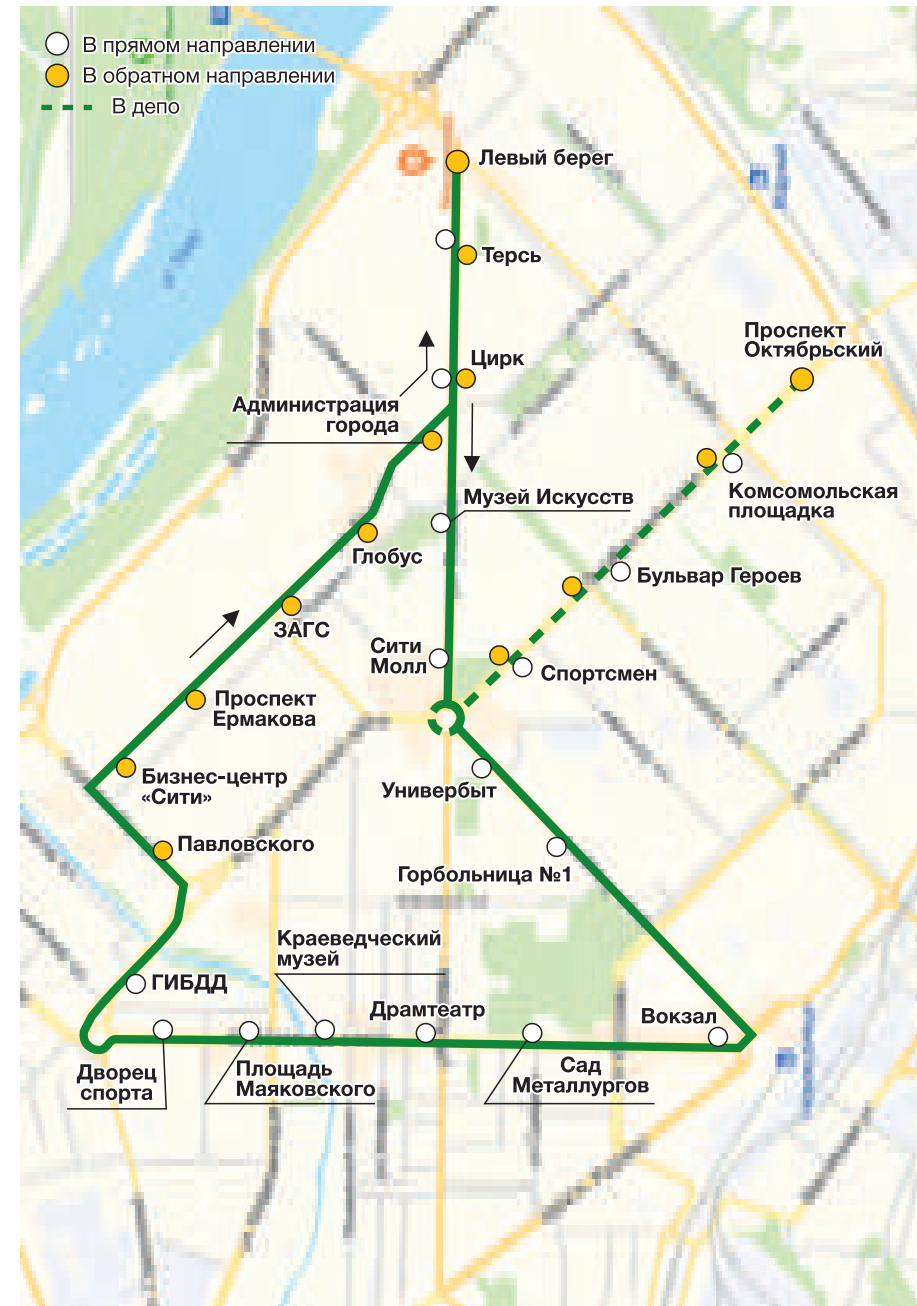 В прямом направлении
В обратном направлении
В депо
Левый берег
Терсь
Цирк
Проспект
Октябрьский
Администрация
города
Музей Искусств
Комсомольская
площадка
Глобус
Бульвар Героев
ЗАГС
Сити
Молл
Спортсмен
Проспект
Ермакова
Бизнес-центр
«Сити»
Универбыт
Павловского
Горбольница №1
Краеведческий
музей
ГИБДД
Драмтеатр
Вокзал
Дворец
спорта
Площадь
Маяковского
Сад
Металлургов